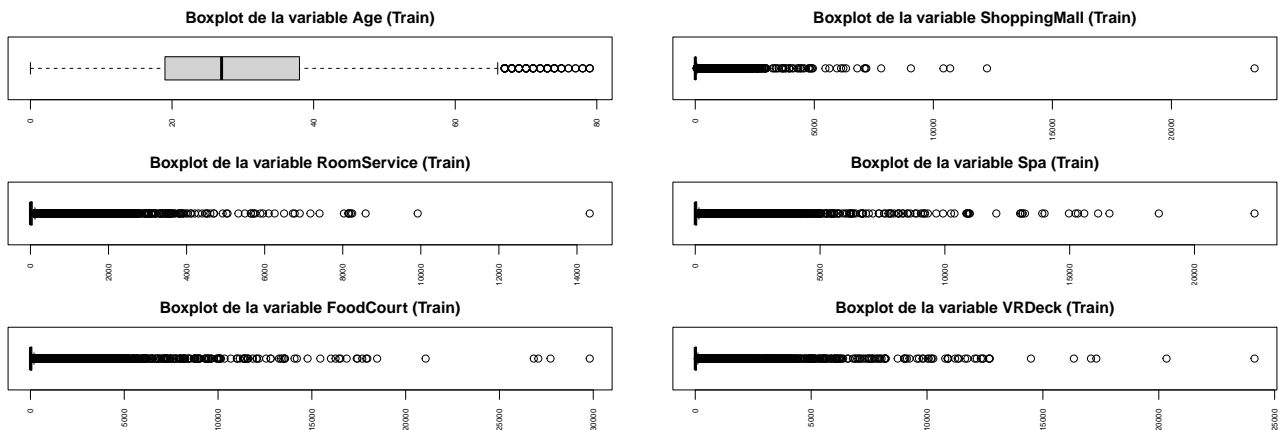 Boxplot de la variable Age (Train)
0 20 40 60 80
Boxplot de la variable ShoppingMall (Train)
0 5000 10000 15000 20000
Boxplot de la variable RoomService (Train)
0 2000 4000 6000 8000 10000 12000 14000
Boxplot de la variable Spa (Train)
0 5000 10000 15000 20000
Boxplot de la variable FoodCourt (Train)
0 5000 10000 15000 20000 25000 30000
Boxplot de la variable VRDeck (Train)
0 5000 10000 15000 20000 25000